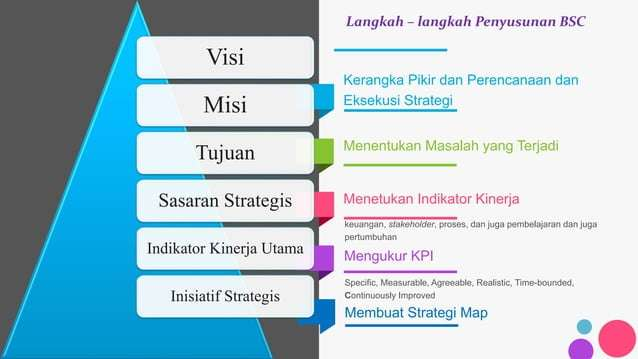 Langkah – langkah Penyusunan BSC
Visi
Misi
Tujuan
Sasaran Strategis
Indikator Kinerja Utama
Inisiatif Strategis
Kerangka Pikir dan Perencanaan dan
Eksekusi Strategi
Menentukan Masalah yang Terjadi
Menetukan Indikator Kinerja
keuangan, stakeholder, proses, dan juga pembelajaran dan juga
pertumbuhan
Mengukur KPI
Specific, Measurable, Agreeable, Realistic, Time-bounded,
Continuously Improved
Membuat Strategi Map